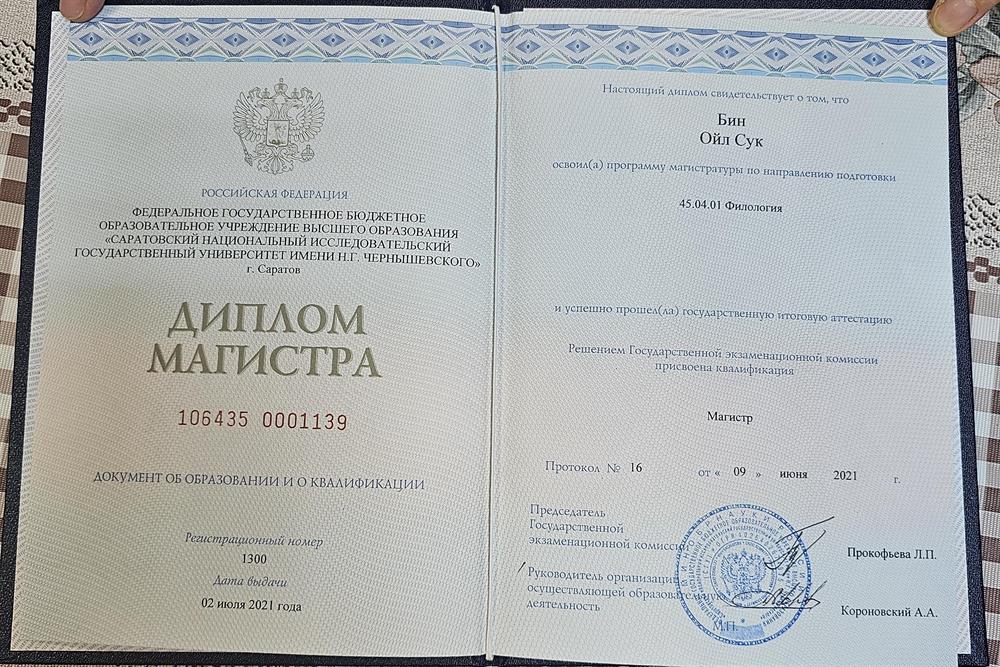 РОССИЙСКАЯ ФЕДЕРАЦИЯ
ФЕДЕРАЛЬНОЕ ГОСУДАРСТВЕННОЕ БЮДЖЕТНОЕ
ОБРАЗОВАТЕЛЬНОЕ УЧРЕЖДЕНИЕ ВЫСШЕГО ОБРАЗОВАНИЯ
«САРАТОВСКИЙ НАЦИОНАЛЬНЫЙ ИССЛЕДОВАТЕЛЬСКИЙ
ГОСУДАРСТВЕННЫЙ УНИВЕРСИТЕТ ИМЕНИ Н.Г. ЧЕРНЫШЕВСКОГО»
г. Саратов
ДИПЛОМ
МАГИСТРА
106435 0001139
ДОКУМЕНТ ОБ ОБРАЗОВАНИИ И О КВАЛИФИКАЦИИ
Регистрационный номер
1300
Дата выдачи
02 июля 2021 года
Настоящий диплом свидетельствует о том, что
Бин
Ойл Сук
освоил(а) программу магистратуры по направлению подготовки
45.04.01 Филология
и успешно прошел(ла) государственную итоговую аттестацию
Решением Государственной экзаменационной комиссии
присвоена квалификация
Магистр
Протокол № 16 от « 09 » июня 2021 г.
Председатель
Государственной
экзаменационной комиссии
Прокофьева Л.П.
Руководитель организации,
осуществляющей образовательную
деятельность
Короновский А.А.
М.П.